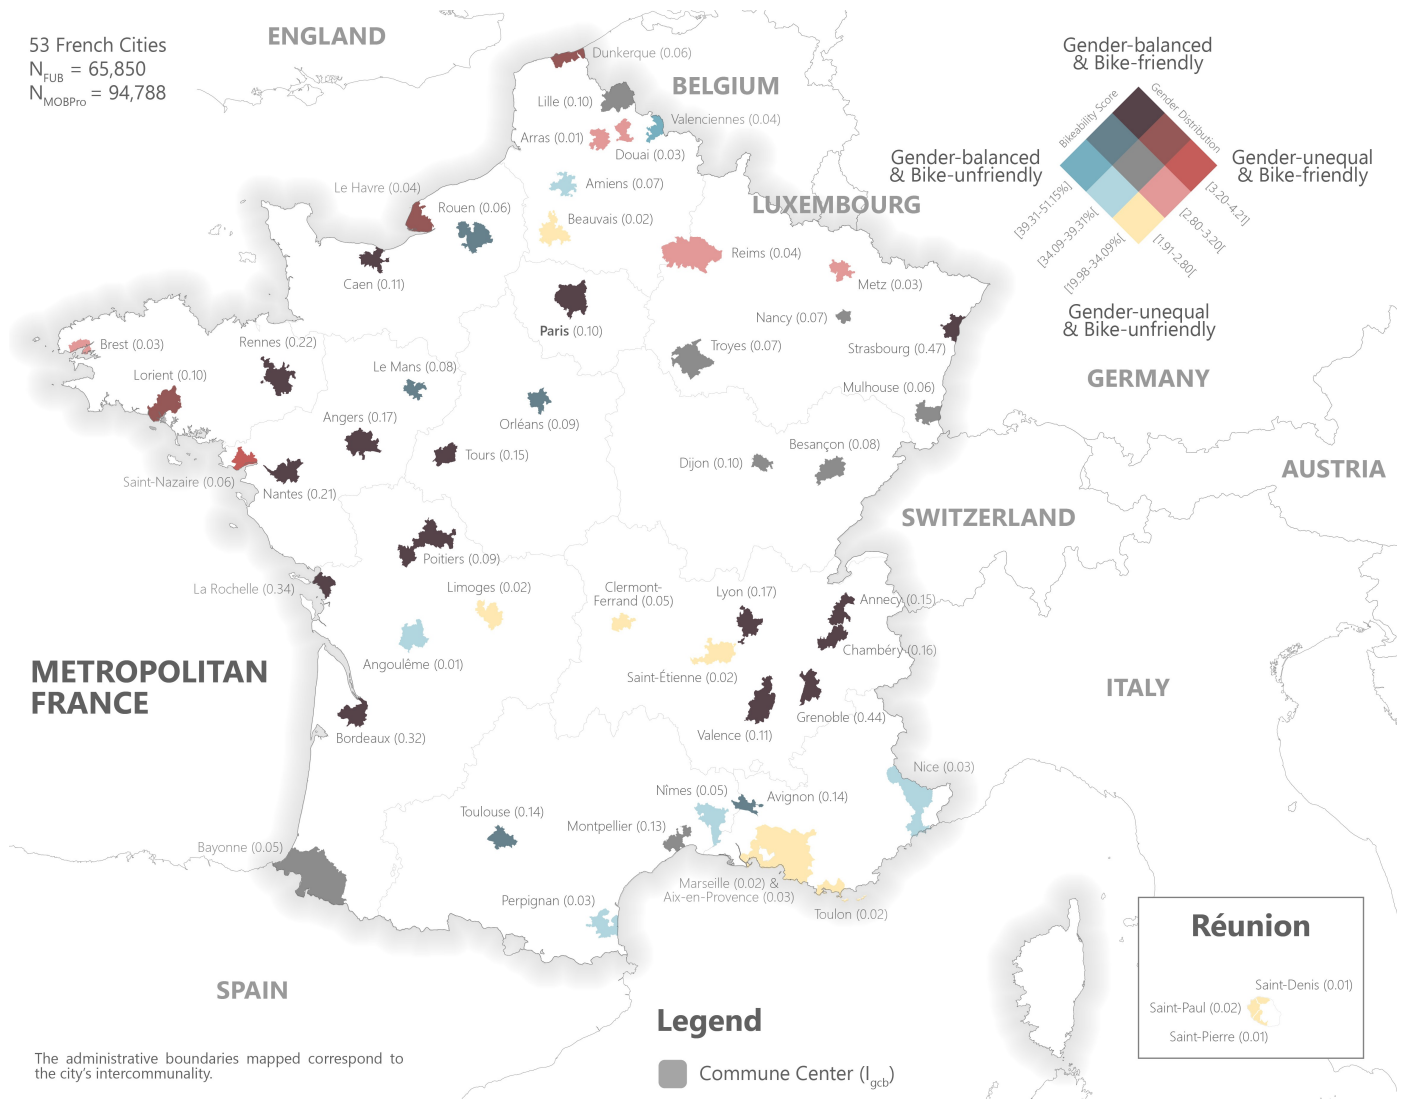 53 French Cities
N_FUB = 65,850
N_MOBPro = 94,788
ENGLAND
BELGIUM
LUXEMBOURG
GERMANY
AUSTRIA
SWITZERLAND
ITALY
SPAIN
METROPOLITAN
FRANCE
Gender-balanced
& Bike-friendly
Bikeability Score
Gender Distribution
Gender-balanced
& Bike-unfriendly
Gender-unequal
& Bike-friendly
[39.31-51.15%]
[34.09-39.31%[
[19.98-34.09%[
[3.20-4.21]
[2.80-3.20[
[1.91-2.80[
Gender-unequal
& Bike-unfriendly
Dunkerque (0.06)
Lille (0.10)
Valenciennes (0.04)
Arras (0.01)
Douai (0.03)
Le Havre (0.04)
Amiens (0.07)
Rouen (0.06)
Beauvais (0.02)
Caen (0.11)
Reims (0.04)
Metz (0.03)
Nancy (0.07)
Paris (0.10)
Strasbourg (0.47)
Brest (0.03)
Rennes (0.22)
Troyes (0.07)
Lorient (0.10)
Le Mans (0.08)
Mulhouse (0.06)
Angers (0.17)
Orléans (0.09)
Besançon (0.08)
Tours (0.15)
Dijon (0.10)
Saint-Nazaire (0.06)
Nantes (0.21)
Poitiers (0.09)
La Rochelle (0.34)
Limoges (0.02)
Clermont-
Ferrand (0.05)
Lyon (0.17)
Annecy (0.15)
Chambéry (0.16)
Angoulême (0.01)
Saint-Étienne (0.02)
Grenoble (0.44)
Bordeaux (0.32)
Valence (0.11)
Nice (0.03)
Nîmes (0.05)
Avignon (0.14)
Toulouse (0.14)
Montpellier (0.13)
Bayonne (0.05)
Marseille (0.02) &
Aix-en-Provence (0.03)
Perpignan (0.03)
Toulon (0.02)
Réunion
Saint-Denis (0.01)
Saint-Paul (0.02)
Saint-Pierre (0.01)
Legend
Commune Center (I_gcb)
The administrative boundaries mapped correspond to
the city's intercommunality.